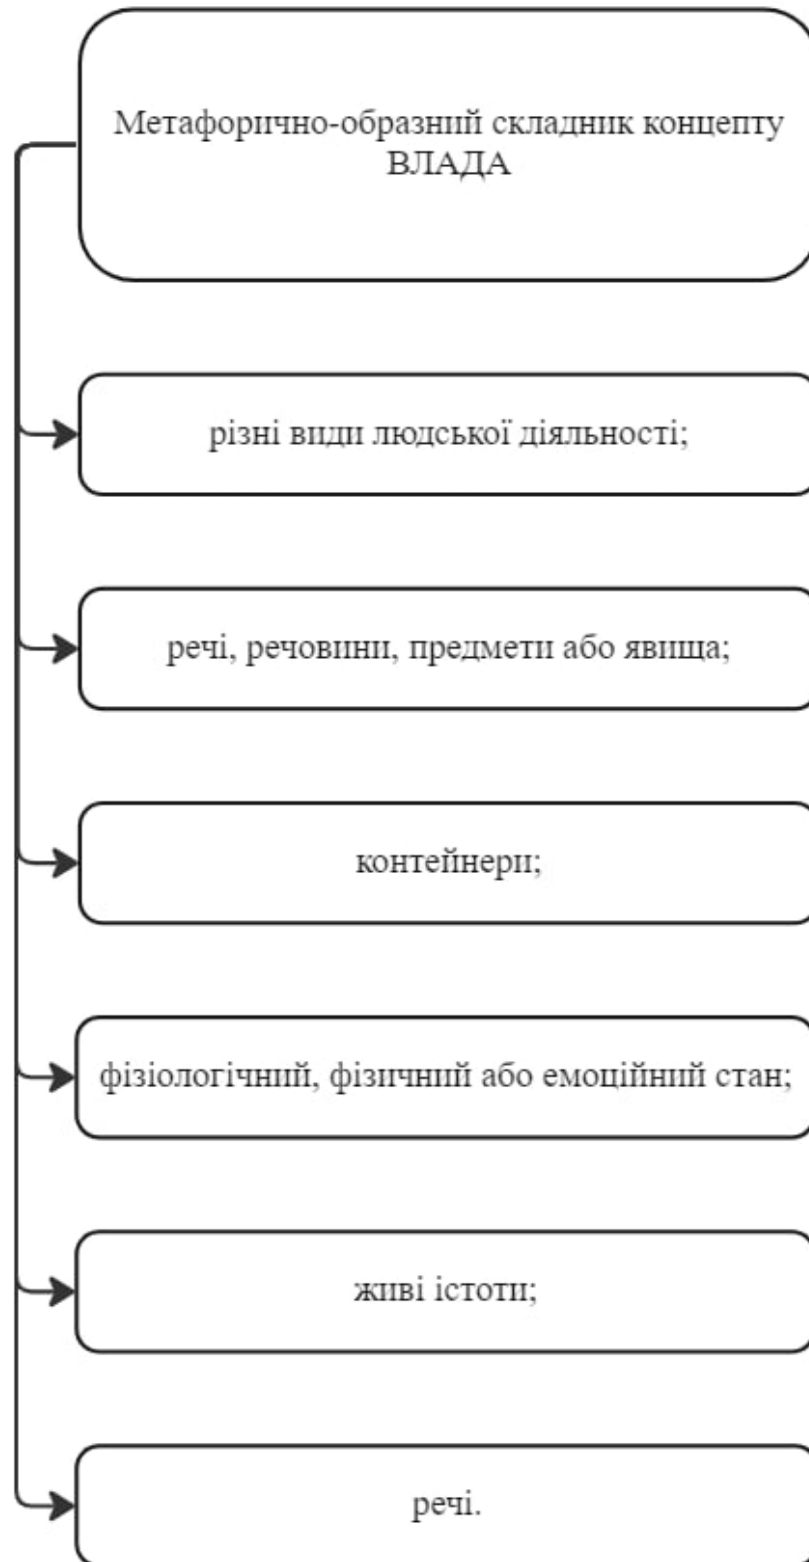 Метафорично-образний складник концепту
ВЛАДА
різні види людської діяльності;
речі, речовини, предмети або явища;
контейнери;
фізіологічний, фізичний або емоційний стан;
живі істоти;
речі.